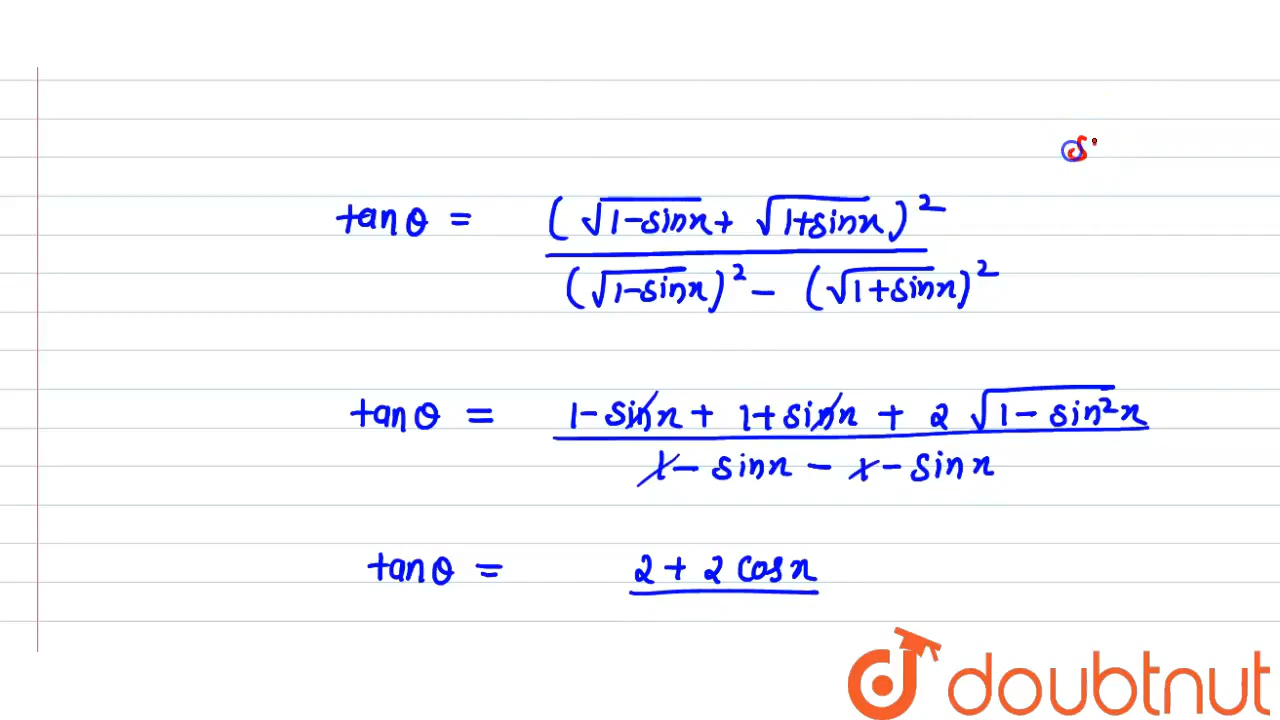 s
tanθ = (√1-sinx + √1+sinx)²
(√1-sinx)² - (√1+sinx)²
tanθ = 1-sinx + 1+sinx + 2 √1-sin²x
1-sinx - 1-sinx
tanθ = 2+2 cosx
doubtnut